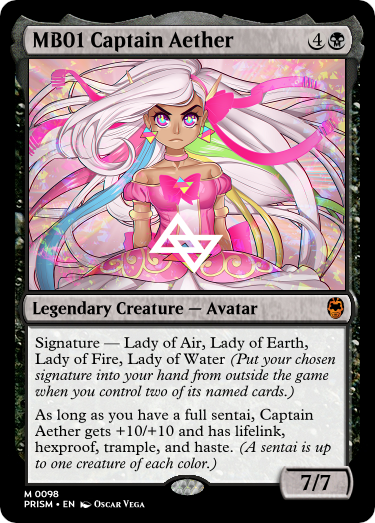 MB01 Captain Aether 4
Legendary Creature — Avatar
Signature — Lady of Air, Lady of Earth,
Lady of Fire, Lady of Water (Put your chosen
signature into your hand from outside the game
when you control two of its named cards.)
As long as you have a full sentai, Captain
Aether gets +10/+10 and has lifelink,
hexproof, trample, and haste. (A sentai is up
to one creature of each color.)
7/7
M 0098
PRISM • EN Oscar Vega